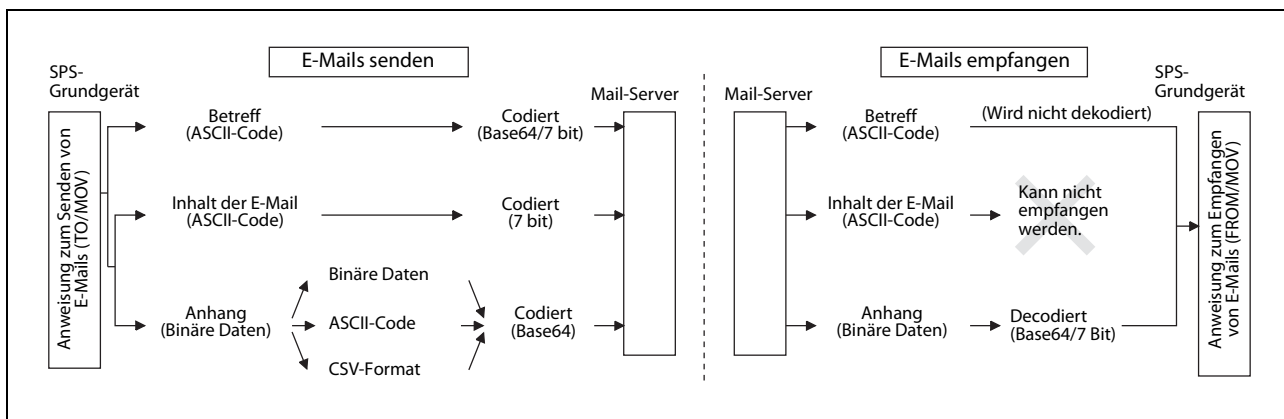 E-Mails senden
SPS-
Grundgerät
Anweisung zum Senden von
E-Mails (TO/MOV)
Betreff
(ASCII-Code)
Codiert
(Base64/7 bit)
Mail-Server
Inhalt der E-Mail
(ASCII-Code)
Codiert
(7 bit)
Anhang
(Binäre Daten)
Binäre Daten
ASCII-Code
CSV-Format
Codiert
(Base64)
E-Mails empfangen
Mail-Server
Betreff
(ASCII-Code)
(Wird nicht dekodiert)
SPS-
Grundgerät
Inhalt der E-Mail
(ASCII-Code)
Kann nicht
empfangen
werden.
Anhang
(Binäre Daten)
Decodiert
(Base64/7 Bit)
Anweisung zum Empfangen
von E-Mails (FROM/MOV)